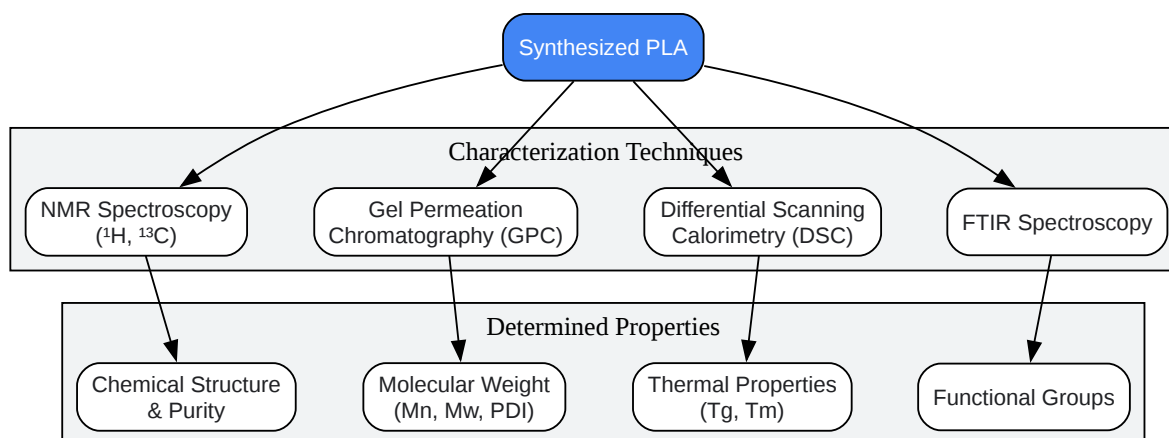 Synthesized PLA
Characterization Techniques
NMR Spectroscopy
(¹H, ¹³C)
Gel Permeation
Chromatography (GPC)
Differential Scanning
Calorimetry (DSC)
FTIR Spectroscopy
Determined Properties
Chemical Structure
& Purity
Molecular Weight
(Mn, Mw, PDI)
Thermal Properties
(Tg, Tm)
Functional Groups